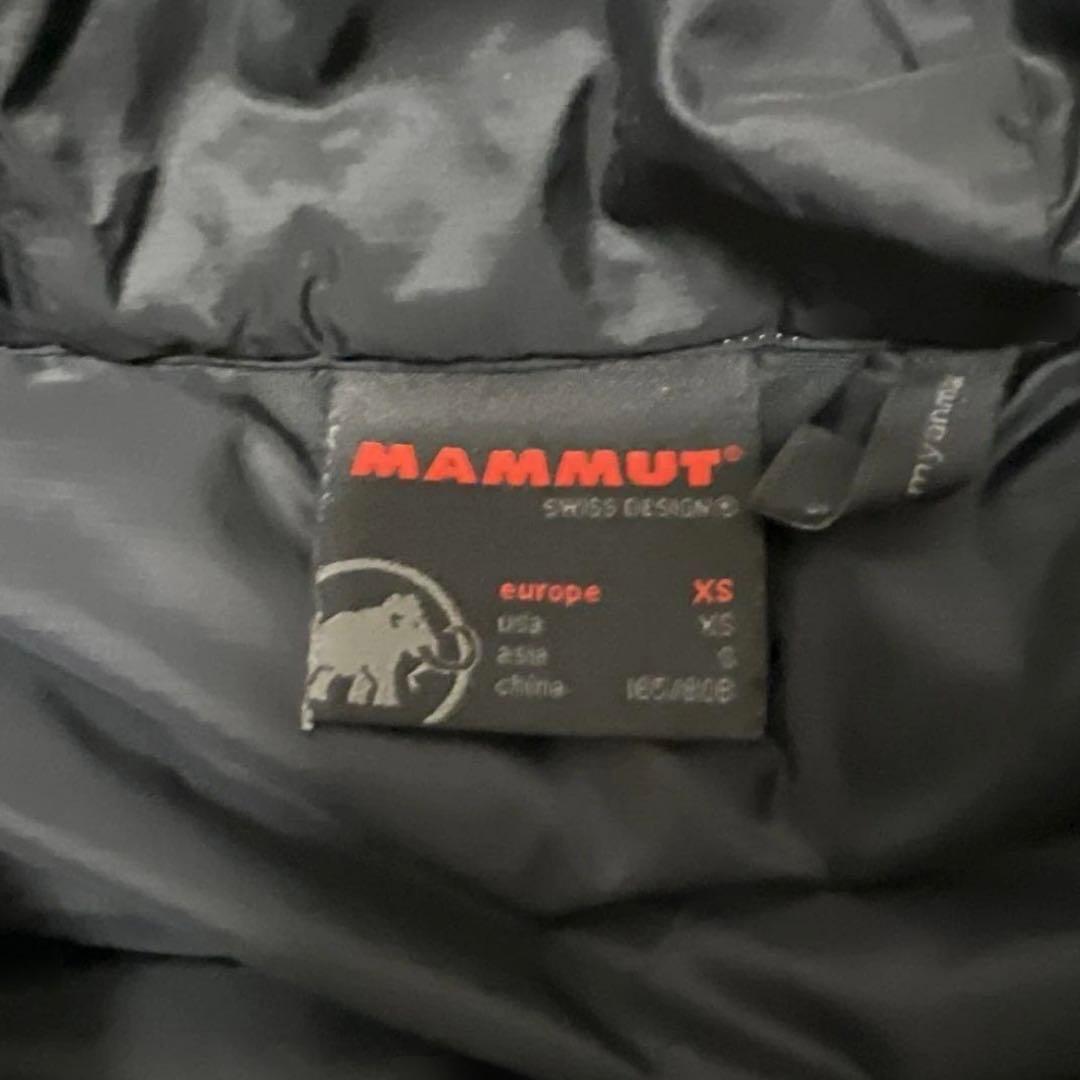 MAMMUT®
SWISS DESIGN®
europe XS
usa XS
asia S
china 165/80B
myanma